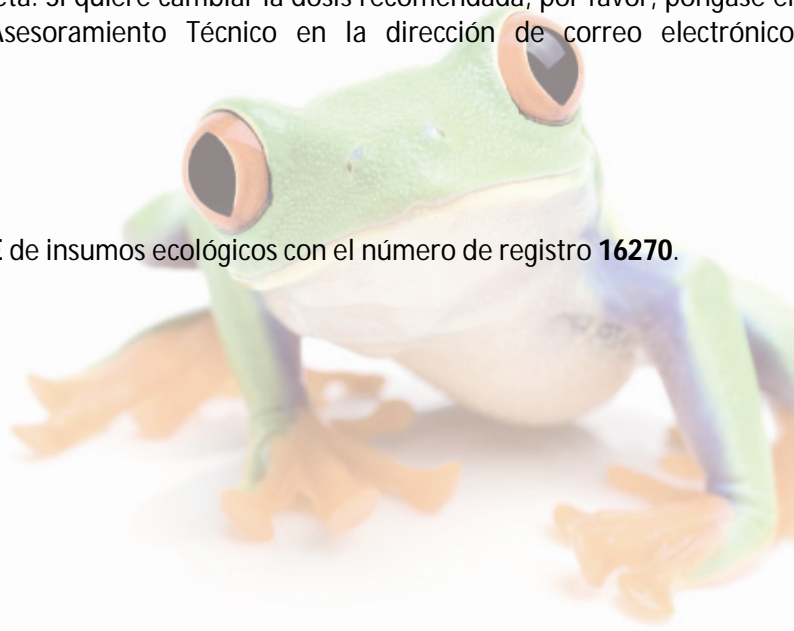 Si quiere cambiar la dosis recomendada, por favor, póngase en
Asesoramiento Técnico en la dirección de correo electrónico
de insumos ecológicos con el número de registro 16270.